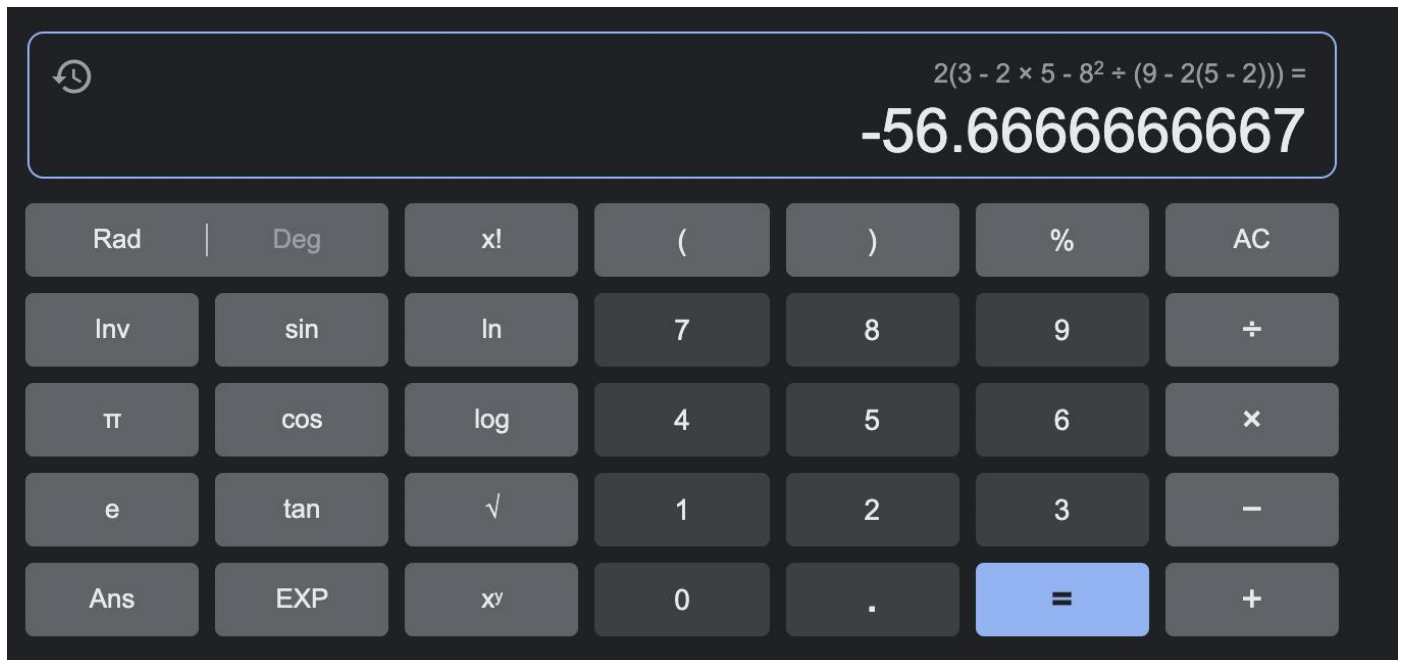 2(3 - 2 × 5 - 8² ÷ (9 - 2(5 - 2))) =
-56.6666666667
Rad | Deg x! ( ) % AC
Inv sin ln 7 8 9 ÷
π cos log 4 5 6 ×
e tan √ 1 2 3 −
Ans EXP xʸ 0 . = +